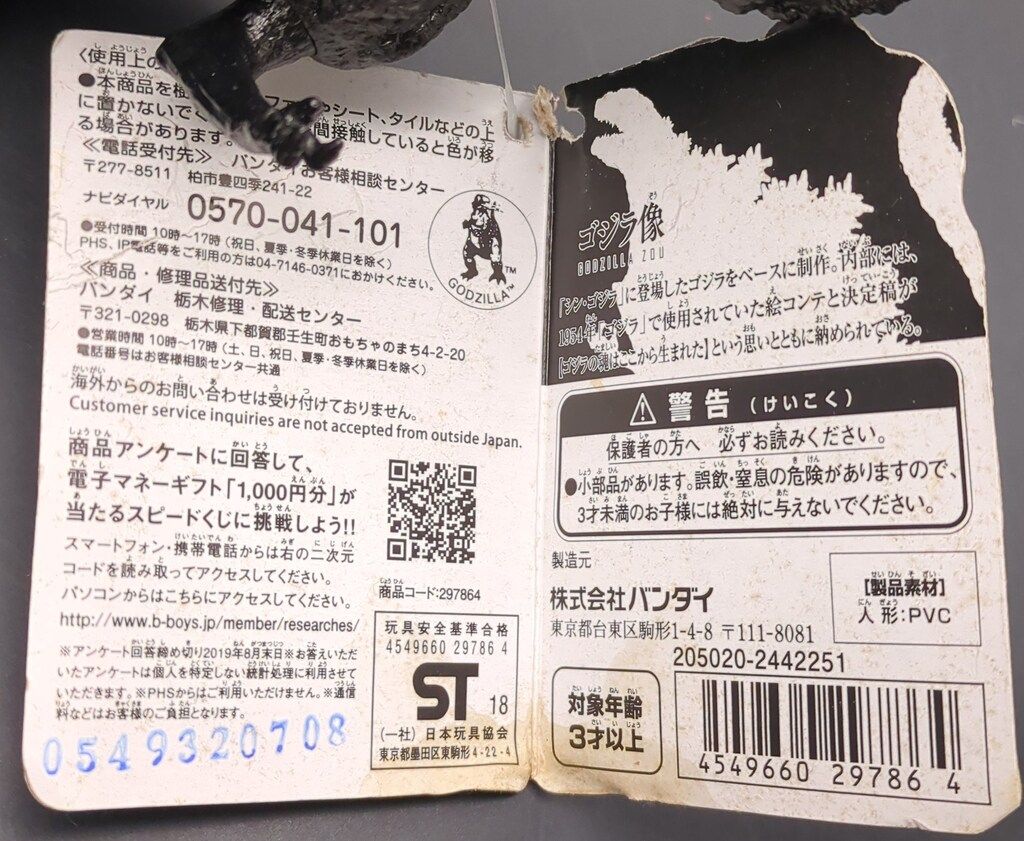 〈使用上の
●本商品を
ファーやシート、タイルなどの上
に置かないでく
間接触していると色が移
る場合があります。
≪電話受付先≫ バンダイお客様相談センター
〒277-8511 柏市豊四季241-22
ナビダイヤル 0570-041-101
●受付時間 10時～17時(祝日、夏季・冬季休業日を除く)
PHS、IP電話等をご利用の方は04-7146-0371におかけください。
≪商品・修理品送付先≫
バンダイ 栃木修理・配送センター
〒321-0298 栃木県下都賀郡壬生町おもちゃのまち4-2-20
●営業時間 10時～17時(土、日、祝日、夏季・冬季休業日を除く)
電話番号はお客様相談センター共通
海外からのお問い合わせは受け付けておりません。
Customer service inquiries are not accepted from outside Japan.
GODZILLA™
TM
商品アンケートに回答して、
電子マネーギフト「1,000円分」が
当たるスピードくじに挑戦しよう!!
スマートフォン・携帯電話からは右の二次元
コードを読み取ってアクセスしてください。
パソコンからはこちらにアクセスしてください。
http://www.b-boys.jp/member/researches/
※アンケート回答締め切り2019年8月末日※お答えいただ
いたアンケートは個人を特定しない統計処理に利用させて
いただきます。※PHSからはご利用いただけません。※通信
料などはお客様のご負担となります。
0549320708
商品コード:297864
玩具安全基準合格
4549660 29786 4
ST 18
(一社)日本玩具協会
東京都墨田区東駒形4-22-4
ゴジラ像
GODZILLA ZOU
「シン・ゴジラ」に登場したゴジラをベースに制作。内部には、
1954年「ゴジラ」で使用されていた絵コンテと決定稿が
【ゴジラの魂はここから生まれた】という思いとともに納められている。
警告(けいこく)
保護者の方へ 必ずお読みください。
●小部品があります。誤飲・窒息の危険がありますので、
3才未満のお子様には絶対に与えないでください。
製造元
株式会社バンダイ
東京都台東区駒形1-4-8 〒111-8081
【製品素材】
人形:PVC
205020-2442251
対象年齢
3才以上
4549660 29786 4